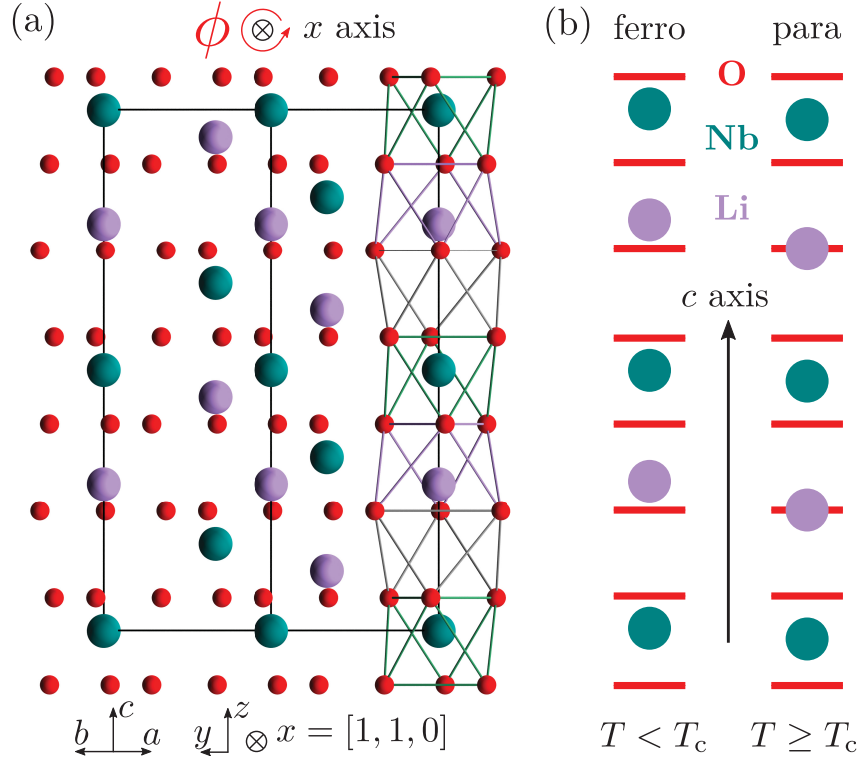 (a)
ϕ ⊗ x axis
(b)
ferro
para
O
Nb
Li
c axis
c
b
a
z
y
⊗ x = [1, 1, 0]
T < Tc
T ≥ Tc